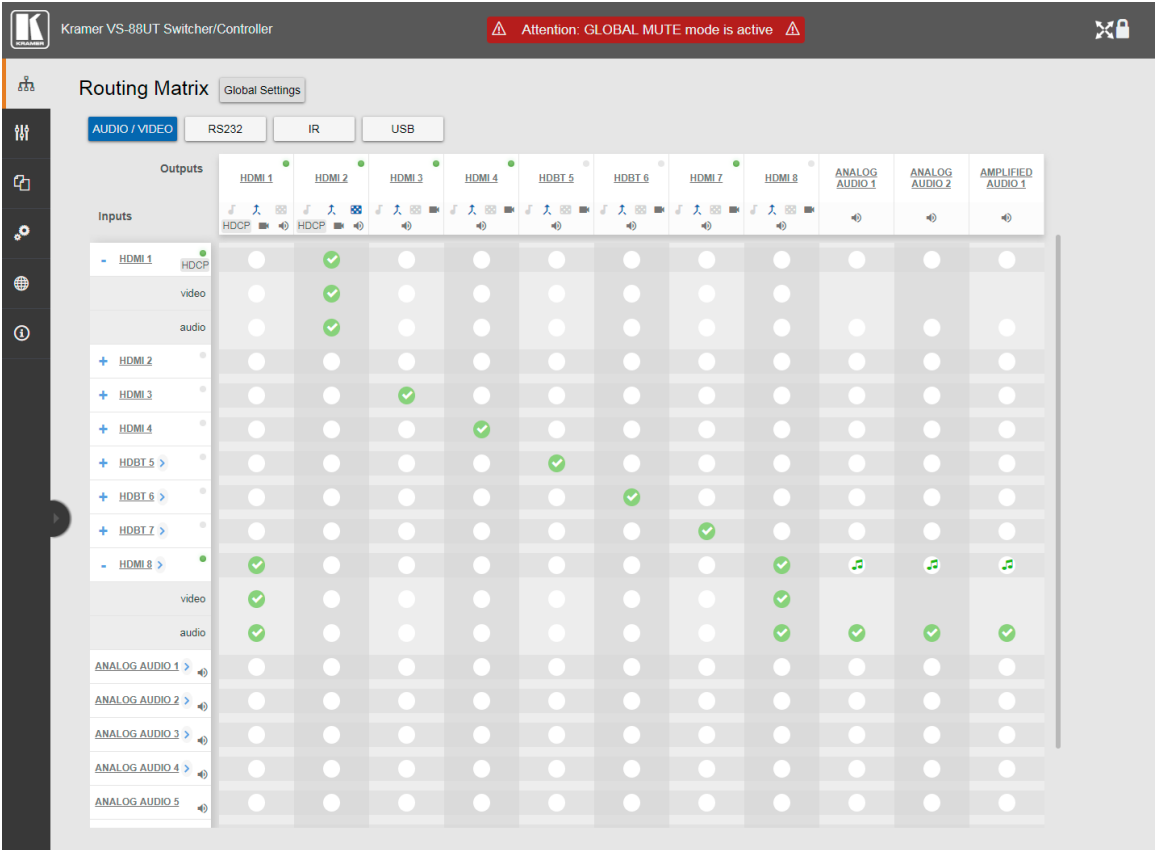 KRAMER
Kramer VS-88UT Switcher/Controller
Attention: GLOBAL MUTE mode is active
Routing Matrix
Global Settings
AUDIO / VIDEO
RS232
IR
USB
Outputs
HDMI 1
HDMI 2
HDMI 3
HDMI 4
HDBT 5
HDBT 6
HDMI 7
HDMI 8
ANALOG AUDIO 1
ANALOG AUDIO 2
AMPLIFIED AUDIO 1
Inputs
HDCP
HDCP
HDMI 1
HDCP
video
audio
HDMI 2
HDMI 3
HDMI 4
HDBT 5
HDBT 6
HDBT 7
HDMI 8
video
audio
ANALOG AUDIO 1
ANALOG AUDIO 2
ANALOG AUDIO 3
ANALOG AUDIO 4
ANALOG AUDIO 5